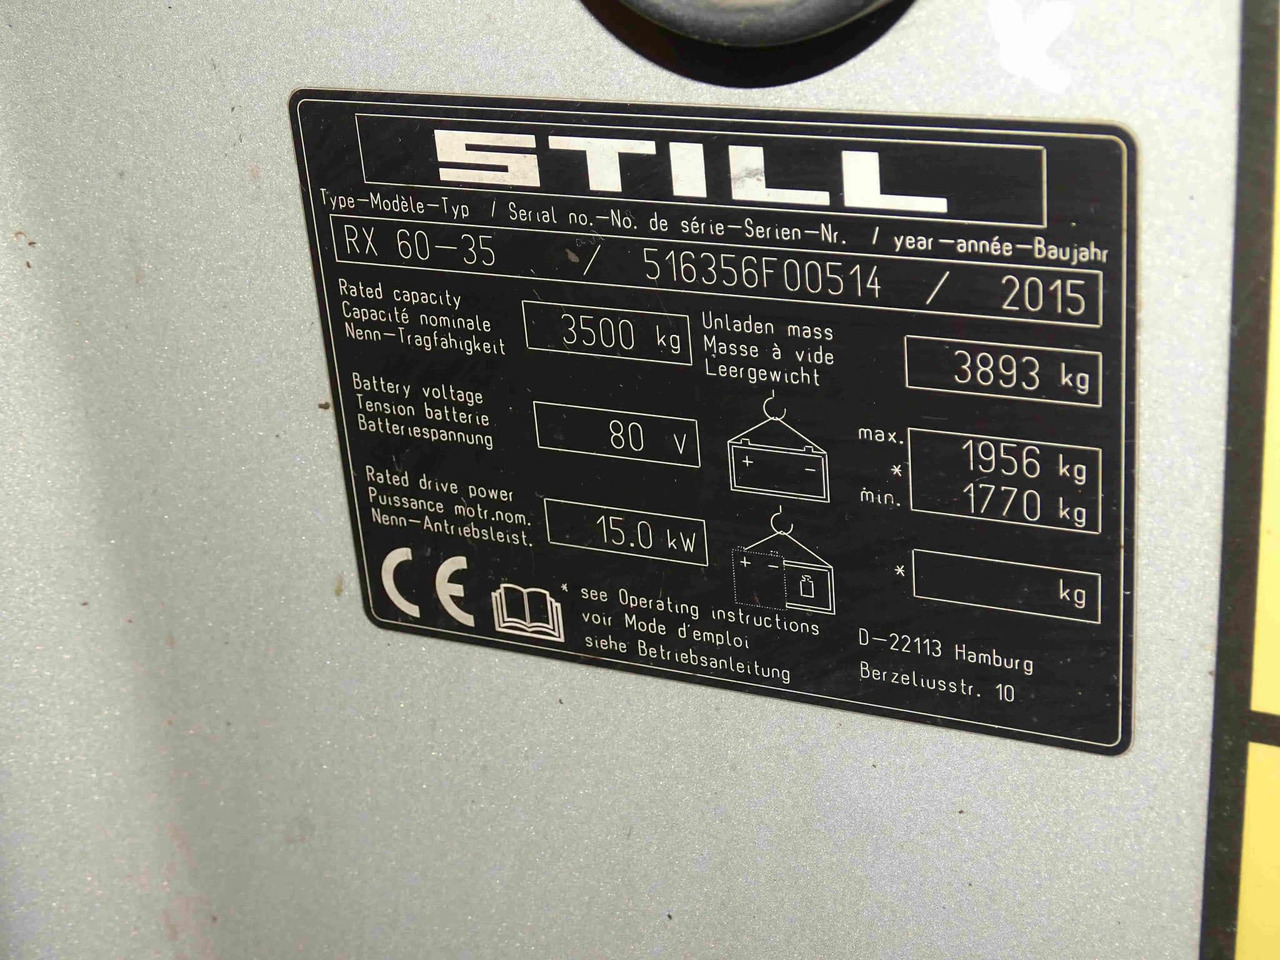 STILL
Type-Modèle-Typ / Serial no.-No. de série-Serien-Nr. / year-année-Baujahr
RX 60-35 / 516356F00514 / 2015
Rated capacity
Capacité nominale
Nenn-Tragfähigkeit
3500 kg
Unladen mass
Masse à vide
Leergewicht
3893 kg
Battery voltage
Tension batterie
Batteriespannung
80 V
+ -
max. 1956 kg
*
min. 1770 kg
Rated drive power
Puissance motr.nom.
Nenn-Antriebsleist.
15.0 kW
+ -
* kg
CE
* see Operating instructions
voir Mode d'emploi
siehe Betriebsanleitung
D-22113 Hamburg
Berzeliusstr. 10